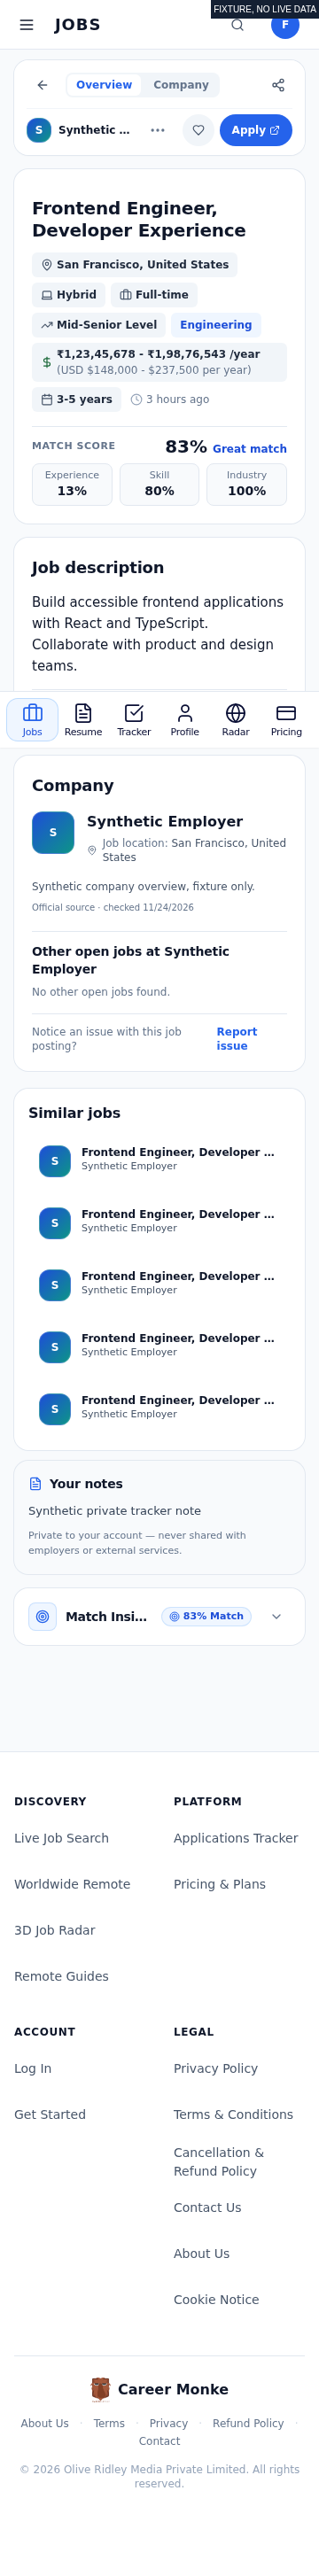 FIXTURE, NO LIVE DATA
JOBS
F
Overview
Company
S
Synthetic ...
Apply
Frontend Engineer,
Developer Experience
San Francisco, United States
Hybrid
Full-time
Mid-Senior Level
Engineering
₹1,23,45,678 - ₹1,98,76,543 /year
(USD $148,000 - $237,500 per year)
3-5 years
3 hours ago
MATCH SCORE
83% Great match
Experience
13%
Skill
80%
Industry
100%
Job description
Build accessible frontend applications
with React and TypeScript.
Collaborate with product and design
teams.
Jobs
Resume
Tracker
Profile
Radar
Pricing
Company
S
Synthetic Employer
Job location: San Francisco, United
States
Synthetic company overview, fixture only.
Official source · checked 11/24/2026
Other open jobs at Synthetic
Employer
No other open jobs found.
Notice an issue with this job
posting?
Report
issue
Similar jobs
S
Frontend Engineer, Developer ...
Synthetic Employer
S
Frontend Engineer, Developer ...
Synthetic Employer
S
Frontend Engineer, Developer ...
Synthetic Employer
S
Frontend Engineer, Developer ...
Synthetic Employer
S
Frontend Engineer, Developer ...
Synthetic Employer
Your notes
Synthetic private tracker note
Private to your account — never shared with
employers or external services.
Match Insi...
83% Match
DISCOVERY
Live Job Search
Worldwide Remote
3D Job Radar
Remote Guides
PLATFORM
Applications Tracker
Pricing & Plans
ACCOUNT
Log In
Get Started
LEGAL
Privacy Policy
Terms & Conditions
Cancellation &
Refund Policy
Contact Us
About Us
Cookie Notice
Career Monke
About Us · Terms · Privacy · Refund Policy ·
Contact
© 2026 Olive Ridley Media Private Limited. All rights
reserved.